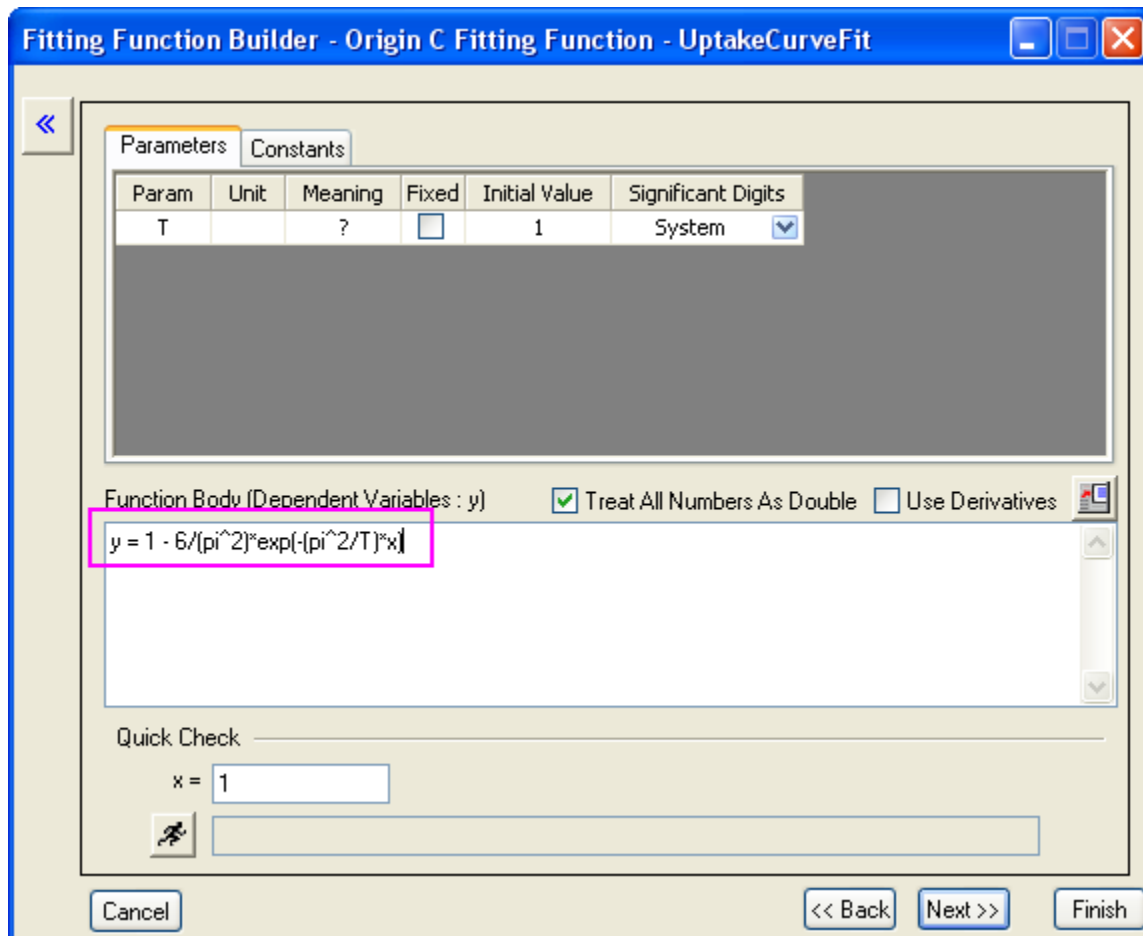 Fitting Function Builder - Origin C Fitting Function - UptakeCurveFit
Parameters Constants
Param Unit Meaning Fixed Initial Value Significant Digits
T ? 1 System
Function Body (Dependent Variables : y) Treat All Numbers As Double Use Derivatives
y = 1 - 6/(pi^2)*exp(-(pi^2/T)*x)
Quick Check
x = 1
Cancel << Back Next >> Finish